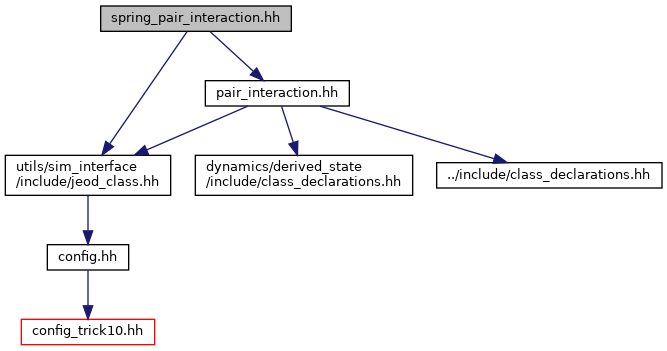 spring_pair_interaction.hh
pair_interaction.hh
utils/sim_interface
/include/jeod_class.hh
dynamics/derived_state
/include/class_declarations.hh
../include/class_declarations.hh
config.hh
config_trick10.hh